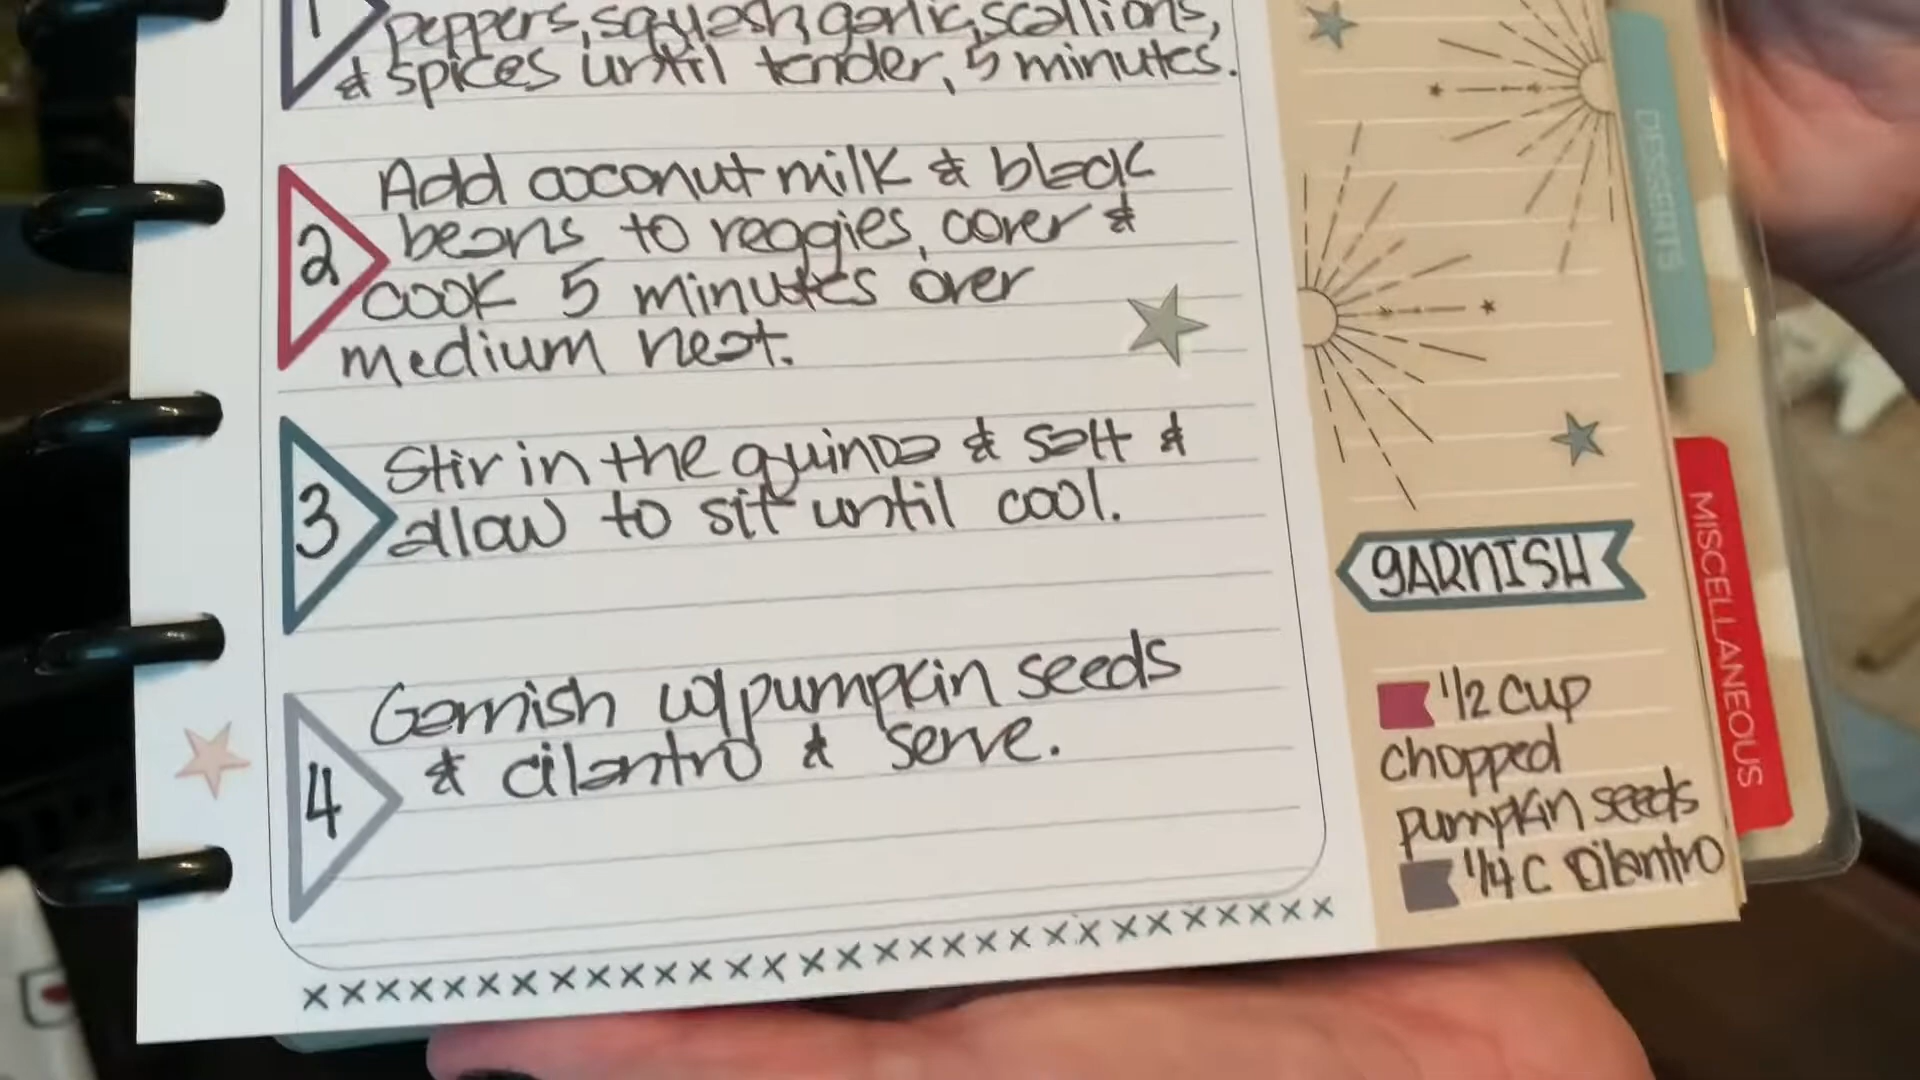 1
peppers, squash, garlic, scallions,
& spices until tender, 5 minutes.
2
Add coconut milk & black
beans to veggies, cover &
cook 5 minutes over
medium heat.
3
Stir in the quinoa & salt &
allow to sit until cool.
4
Garnish w/pumpkin seeds
& cilantro & serve.
GARNISH
1/2 cup
chopped
pumpkin seeds
1/4 C cilantro
DESSERTS
MISCELLANEOUS